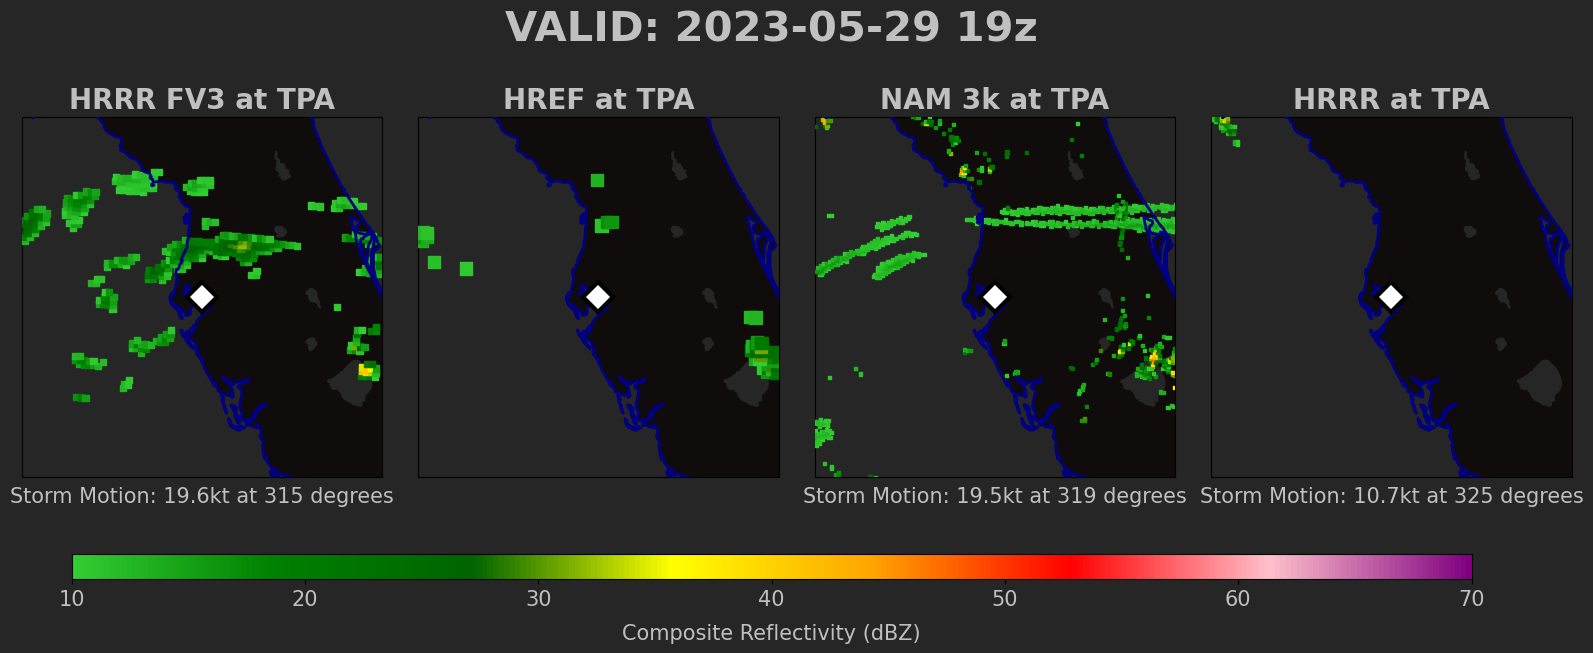 VALID: 2023-05-29 19z
HRRR FV3 at TPA
HREF at TPA
NAM 3k at TPA
HRRR at TPA
Storm Motion: 19.6kt at 315 degrees
Storm Motion: 19.5kt at 319 degrees
Storm Motion: 10.7kt at 325 degrees
10 20 30 40 50 60 70
Composite Reflectivity (dBZ)